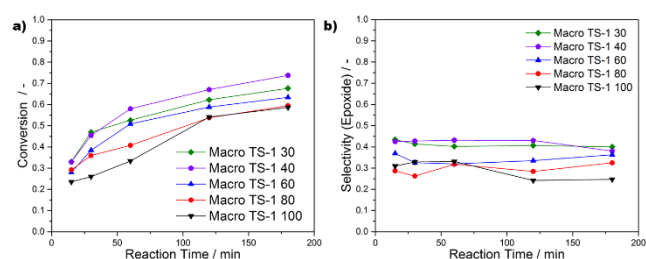 a)
1.0
0.9
0.8
0.7
0.6
0.5
0.4
0.3
0.2
0.1
0.0
Conversion / -
Macro TS-1 30
Macro TS-1 40
Macro TS-1 60
Macro TS-1 80
Macro TS-1 100
0 50 100 150 200
Reaction Time / min
b)
1.0
0.9
0.8
0.7
0.6
0.5
0.4
0.3
0.2
0.1
0.0
Selectivity (Epoxide) / -
Macro TS-1 30
Macro TS-1 40
Macro TS-1 60
Macro TS-1 80
Macro TS-1 100
0 50 100 150 200
Reaction Time / min